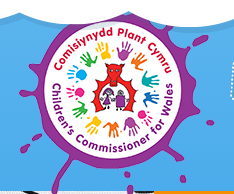 Comisiynydd Plant Cymru
Children's Commissioner for Wales